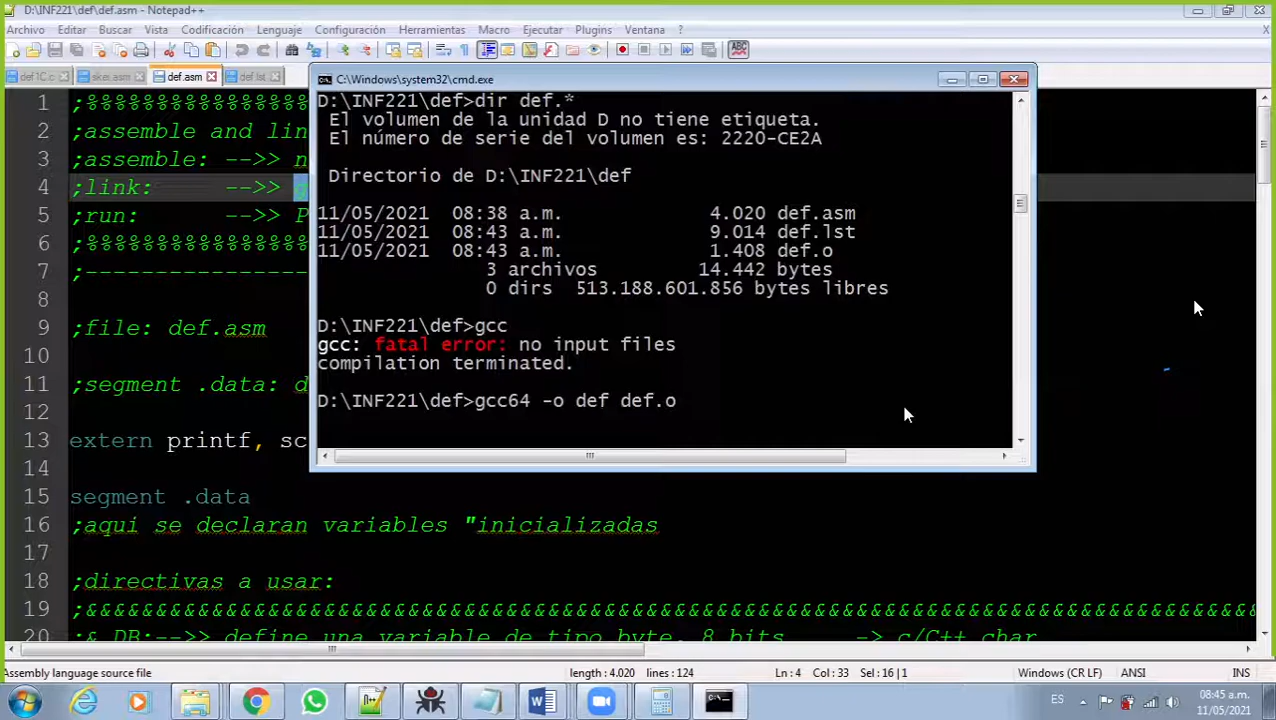 D:\INF221\def\def.asm - Notepad++
Archivo Editar Buscar Vista Codificación Lenguaje Configuración Herramientas Macro Ejecutar Plugins Ventana X
def1C.c def.asm def.lst
C:\Windows\system32\cmd.exe
D:\INF221\def>dir def.*
El volumen de la unidad D no tiene etiqueta.
El número de serie del volumen es: 2220-CE2A
Directorio de D:\INF221\def
11/05/2021 08:38 a.m. 4.020 def.asm
11/05/2021 08:43 a.m. 9.014 def.lst
11/05/2021 08:43 a.m. 1.408 def.o
3 archivos 14.442 bytes
0 dirs 513.188.601.856 bytes libres
D:\INF221\def>gcc
gcc: fatal error: no input files
compilation terminated.
D:\INF221\def>gcc64 -o def def.o
1 ;%%%%%%%%%%%%%%%%%
2 ;assemble and lin
3 ;assemble: -->> n
4 ;link: -->> g
5 ;run: -->> P
6 ;%%%%%%%%%%%%%%%%%
7 ;----------------
8
9 ;file: def.asm
10
11 ;segment .data: d
12
13 extern printf, sc
14
15 segment .data
16 ;aqui se declaran variables "inicializadas
17
18 ;directivas a usar:
19 ;&&&&&&&&&&&&&&&&&&&&&&&&&&&&&&&&&&&&&&&&&&&&&&&&&&&&&&&&&&&&&&&&&&&&&&&&&&&&&&&&&&&&
20 ;& DB:-->> define una variable de tipo byte, 8 bits -> c/C++ char
Assembly language source file length : 4.020 lines : 124 Ln : 4 Col : 33 Sel : 16 | 1 Windows (CR LF) ANSI INS
ES 08:45 a.m.
11/05/2021